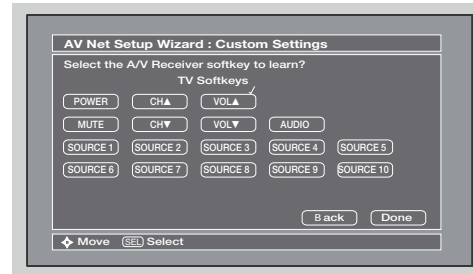 AV Net Setup Wizard : Custom Settings
Select the A/V Receiver softkey to learn?
TV Softkeys
POWER CH▲ VOL▲
MUTE CH▼ VOL▼ AUDIO
SOURCE 1 SOURCE 2 SOURCE 3 SOURCE 4 SOURCE 5
SOURCE 6 SOURCE 7 SOURCE 8 SOURCE 9 SOURCE 10
Back Done
Move SEL Select